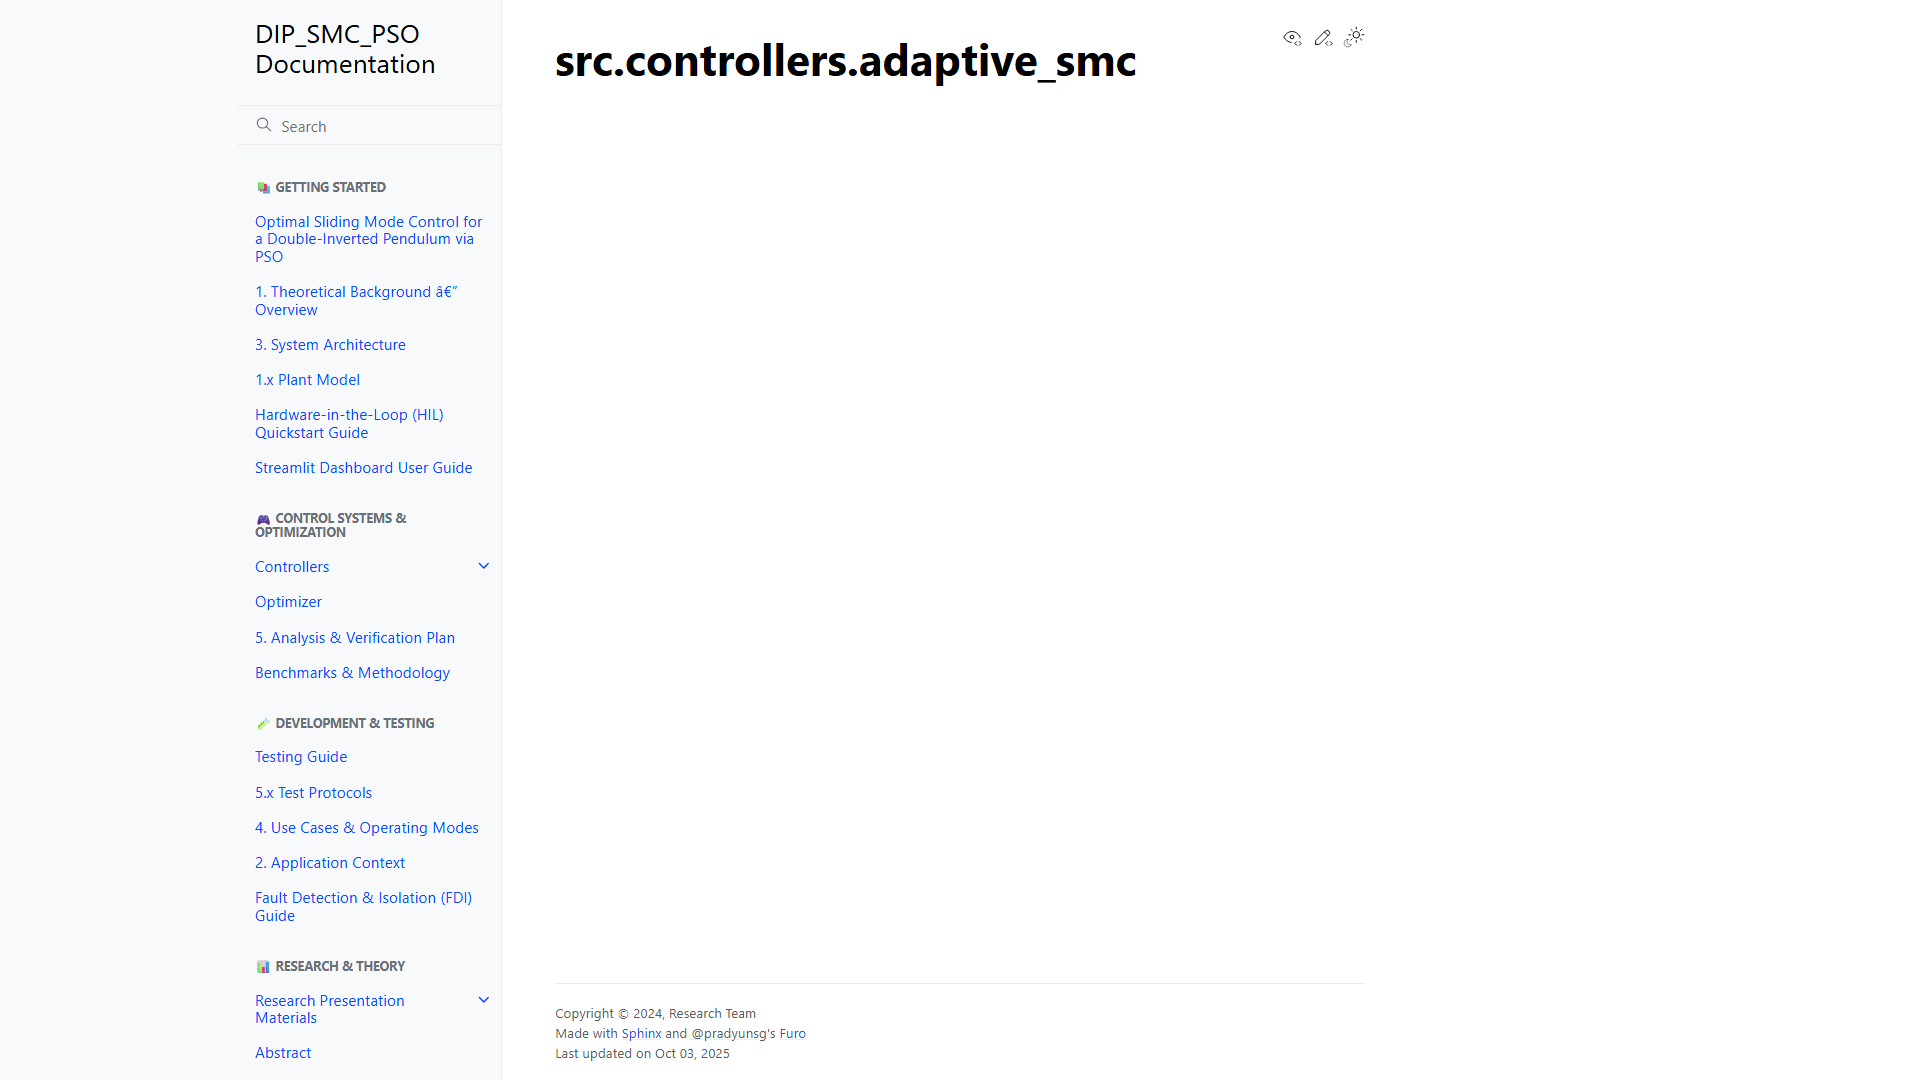 DIP_SMC_PSO
Documentation
Search
GETTING STARTED
Optimal Sliding Mode Control for
a Double-Inverted Pendulum via
PSO
1. Theoretical Background â€”
Overview
3. System Architecture
1.x Plant Model
Hardware-in-the-Loop (HIL)
Quickstart Guide
Streamlit Dashboard User Guide
CONTROL SYSTEMS &
OPTIMIZATION
Controllers
Optimizer
5. Analysis & Verification Plan
Benchmarks & Methodology
DEVELOPMENT & TESTING
Testing Guide
5.x Test Protocols
4. Use Cases & Operating Modes
2. Application Context
Fault Detection & Isolation (FDI)
Guide
RESEARCH & THEORY
Research Presentation
Materials
Abstract
src.controllers.adaptive_smc
Copyright © 2024, Research Team
Made with Sphinx and @pradyunsg's Furo
Last updated on Oct 03, 2025